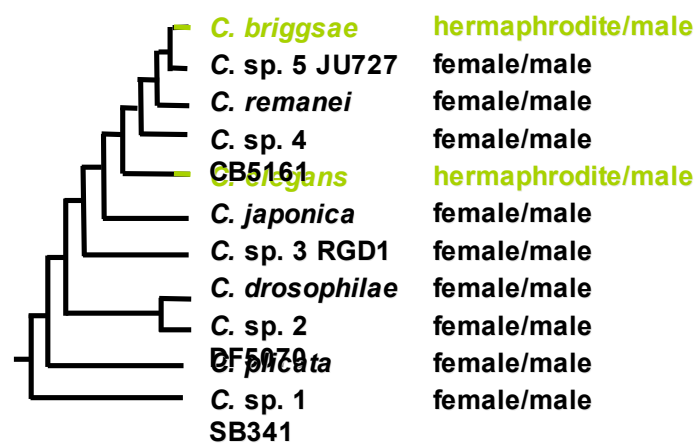 C. briggsae hermaphrodite/male
C. sp. 5 JU727 female/male
C. remanei female/male
C. sp. 4 female/male
CB5161
C. elegans hermaphrodite/male
C. japonica female/male
C. sp. 3 RGD1 female/male
C. drosophilae female/male
C. sp. 2 female/male
DF5070
C. plicata female/male
C. sp. 1 female/male
SB341